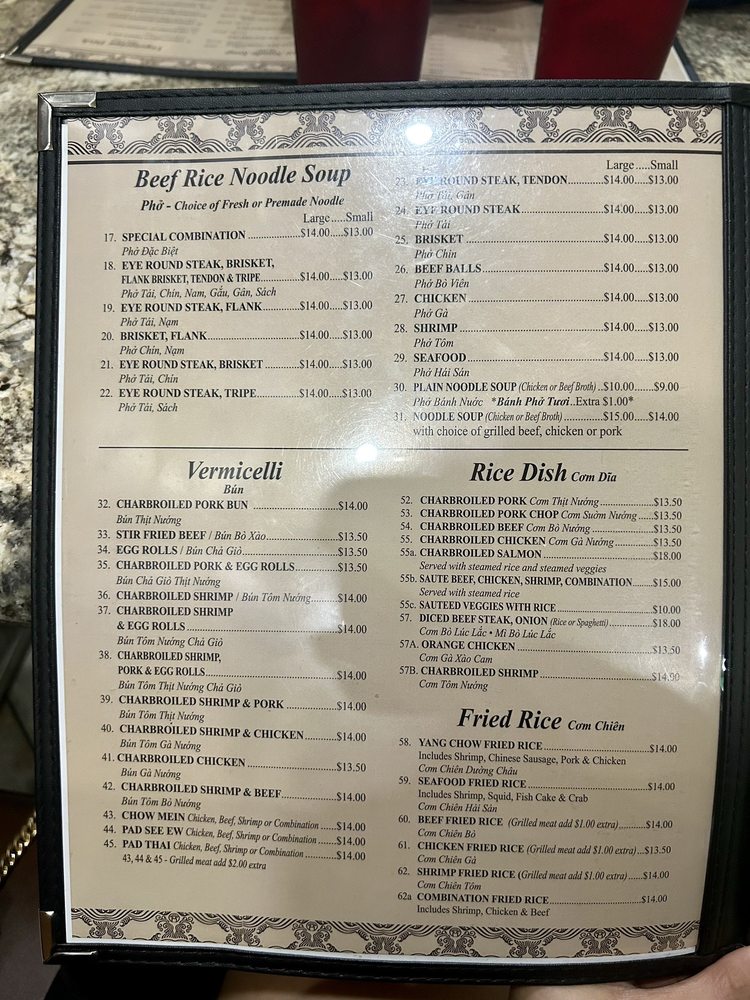 Beef Rice Noodle Soup
Phở - Choice of Fresh or Premade Noodle
Large.....Small
17. SPECIAL COMBINATION ..................$14.00.....$13.00
Phở Đặc Biệt
18. EYE ROUND STEAK, BRISKET,
FLANK BRISKET, TENDON & TRIPE..........$14.00.....$13.00
Phở Tái, Chín, Nam, Gầu, Gân, Sách
19. EYE ROUND STEAK, FLANK..........$14.00.....$13.00
Phở Tái, Nạm
20. BRISKET, FLANK..........$14.00.....$13.00
Phở Chín, Nạm
21. EYE ROUND STEAK, BRISKET ..........$14.00.....$13.00
Phở Tái, Chín
22. EYE ROUND STEAK, TRIPE..........$14.00.....$13.00
Phở Tái, Sách
Large.....Small
23. EYE ROUND STEAK, TENDON..........$14.00.....$13.00
Phở Tái, Gân
24. EYE ROUND STEAK..........$14.00.....$13.00
Phở Tái
25. BRISKET ..........$14.00.....$13.00
Phở Chín
26. BEEF BALLS..........$14.00.....$13.00
Phở Bò Viên
27. CHICKEN..........$14.00.....$13.00
Phở Gà
28. SHRIMP..........$14.00.....$13.00
Phở Tôm
29. SEAFOOD..........$14.00.....$13.00
Phở Hải Sản
30. PLAIN NOODLE SOUP (Chicken or Beef Broth) ..$10.00.......$9.00
Phở Bánh Nước *Bánh Phở Tươi..Extra $1.00*
31. NOODLE SOUP (Chicken or Beef Broth) .............$15.00....$14.00
with choice of grilled beef, chicken or pork
Vermicelli
Bún
32. CHARBROILED PORK BUN ....................$14.00
Bún Thịt Nướng
33. STIR FRIED BEEF / Bún Bò Xào....................$13.50
34. EGG ROLLS / Bún Chả Giò....................$13.50
35. CHARBROILED PORK & EGG ROLLS..........$13.50
Bún Chả Giò Thịt Nướng
36. CHARBROILED SHRIMP / Bún Tôm Nướng........$14.00
37. CHARBROILED SHRIMP
& EGG ROLLS....................$14.00
Bún Tôm Nướng Chả Giò
38. CHARBROILED SHRIMP,
PORK & EGG ROLLS....................$14.00
Bún Tôm Thịt Nướng Chả Giò
39. CHARBROILED SHRIMP & PORK ..........$14.00
Bún Tôm Thịt Nướng
40. CHARBROILED SHRIMP & CHICKEN..........$14.00
Bún Tôm Gà Nướng
41. CHARBROILED CHICKEN ....................$13.50
Bún Gà Nướng
42. CHARBROILED SHRIMP & BEEF..........$14.00
Bún Tôm Bò Nướng
43. CHOW MEIN Chicken, Beef, Shrimp or Combination .....$14.00
44. PAD SEE EW Chicken, Beef, Shrimp or Combination .....$14.00
45. PAD THAI Chicken, Beef, Shrimp or Combination ..........$14.00
43, 44 & 45 - Grilled meat add $2.00 extra
Rice Dish Cơm Dĩa
52. CHARBROILED PORK Cơm Thịt Nướng..........$13.50
53. CHARBROILED PORK CHOP Cơm Sườn Nướng .....$13.50
54. CHARBROILED BEEF Cơm Bò Nướng..........$13.50
55. CHARBROILED CHICKEN Cơm Gà Nướng..........$13.50
55a. CHARBROILED SALMON..........$18.00
Served with steamed rice and steamed veggies
55b. SAUTE BEEF, CHICKEN, SHRIMP, COMBINATION......$15.00
Served with steamed rice
55c. SAUTEED VEGGIES WITH RICE ..........$10.00
57. DICED BEEF STEAK, ONION (Rice or Spaghetti)..........$18.00
Cơm Bò Lúc Lắc • Mì Bò Lúc Lắc
57A. ORANGE CHICKEN ..........$13.50
Cơm Gà Xào Cam
57B. CHARBROILED SHRIMP..........$14.00
Cơm Tôm Nướng
Fried Rice Cơm Chiên
58. YANG CHOW FRIED RICE..........$14.00
Includes Shrimp, Chinese Sausage, Pork & Chicken
Cơm Chiên Dương Châu
59. SEAFOOD FRIED RICE ..........$14.00
Includes Shrimp, Squid, Fish Cake & Crab
Cơm Chiên Hải Sản
60. BEEF FRIED RICE (Grilled meat add $1.00 extra)..........$14.00
Cơm Chiên Bò
61. CHICKEN FRIED RICE (Grilled meat add $1.00 extra)...$13.50
Cơm Chiên Gà
62. SHRIMP FRIED RICE (Grilled meat add $1.00 extra)......$14.00
Cơm Chiên Tôm
62a COMBINATION FRIED RICE..........$14.00
Includes Shrimp, Chicken & Beef